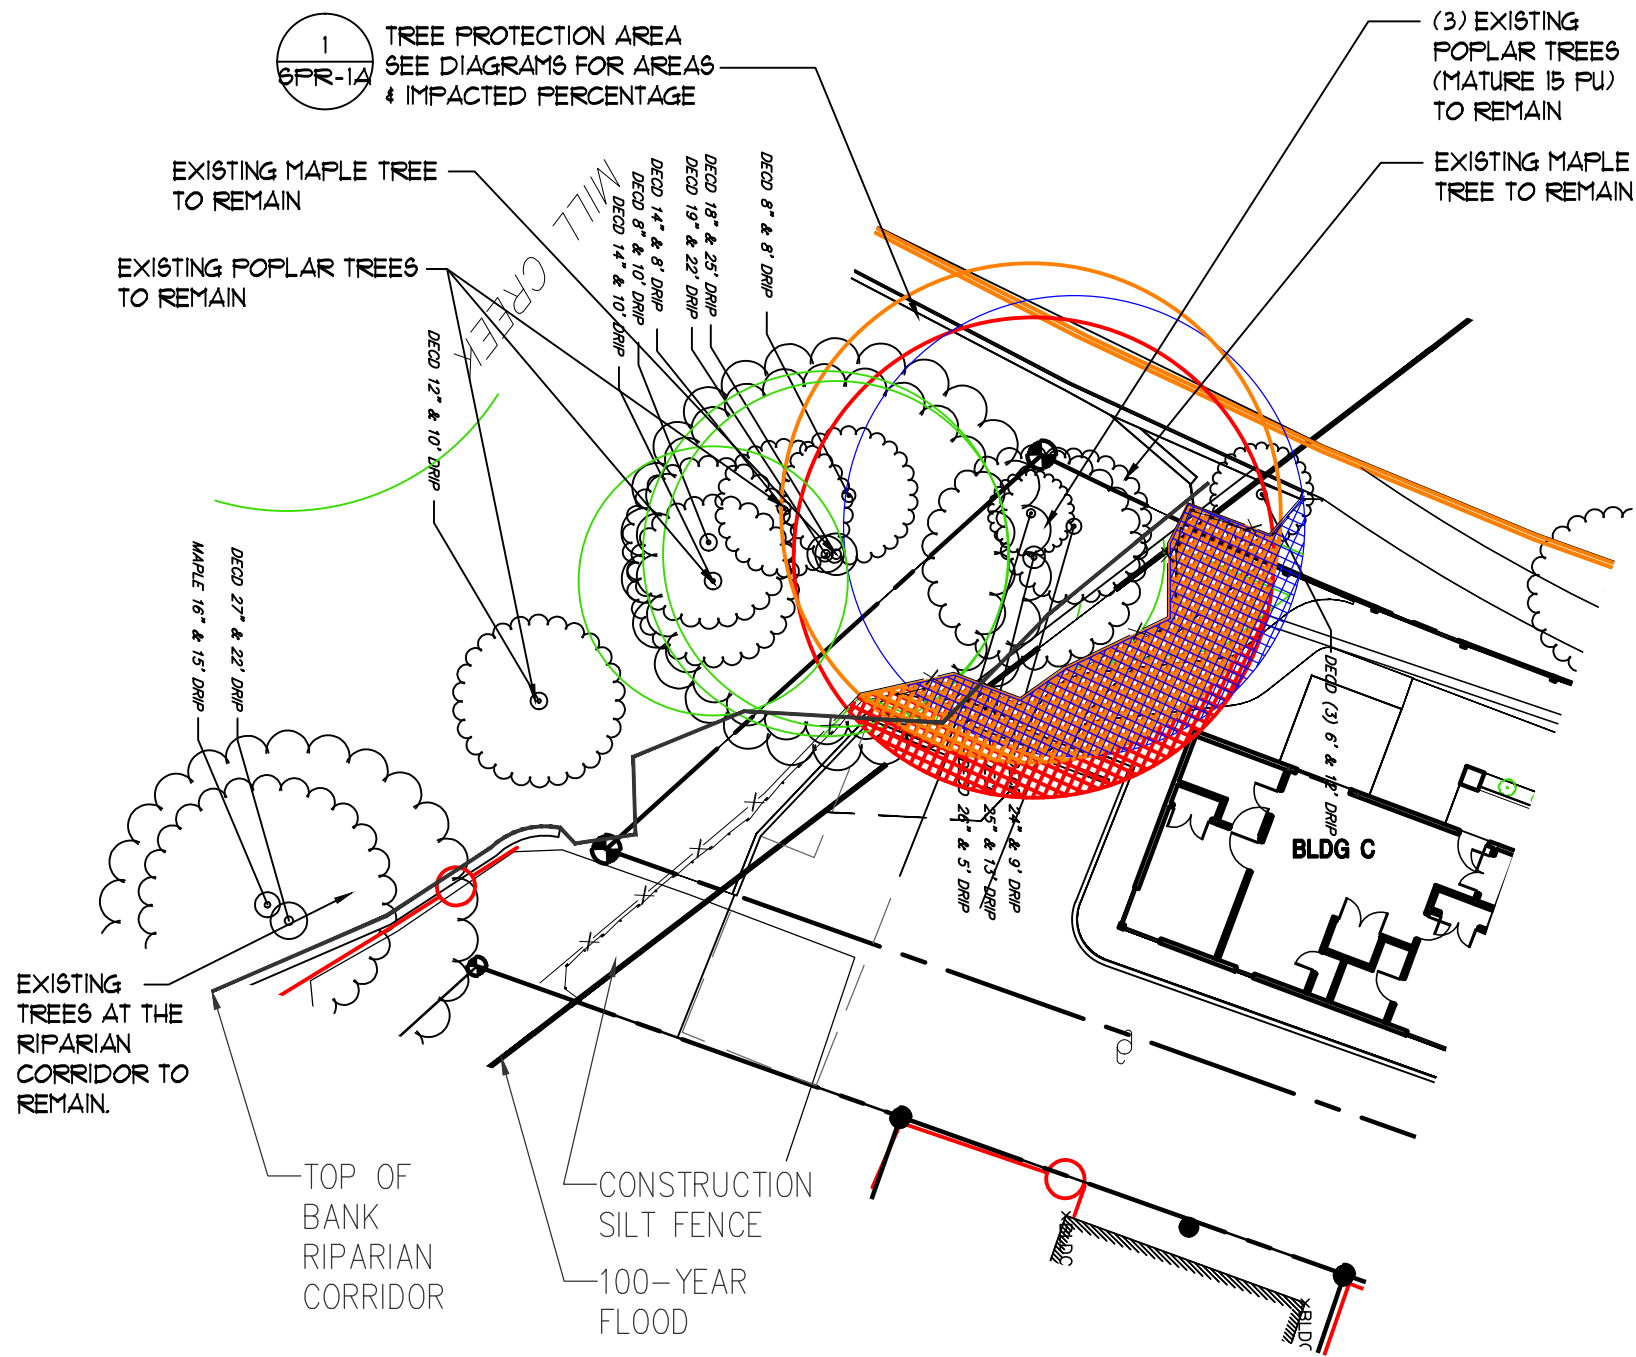 1
SPR-1A
TREE PROTECTION AREA
SEE DIAGRAMS FOR AREAS
& IMPACTED PERCENTAGE
(3) EXISTING
POPLAR TREES
(MATURE 15 PU)
TO REMAIN
EXISTING MAPLE TREE
TO REMAIN
EXISTING MAPLE
TREE TO REMAIN
EXISTING POPLAR TREES
TO REMAIN
MILL
CREEK
DECD 14" & 10' DRIP
DECD 8" & 10' DRIP
DECD 14" & 8' DRIP
DECD 19" & 22' DRIP
DECD 18" & 25' DRIP
DECD 8" & 8' DRIP
DECD 12" & 10' DRIP
MAPLE 16" & 15' DRIP
DECD 27" & 22' DRIP
DECD (3) 6" & 12' DRIP
26" & 5' DRIP
25" & 13' DRIP
24" & 9' DRIP
BLDG C
EXISTING
TREES AT THE
RIPARIAN
CORRIDOR TO
REMAIN.
TOP OF
BANK
RIPARIAN
CORRIDOR
CONSTRUCTION
SILT FENCE
100-YEAR
FLOOD